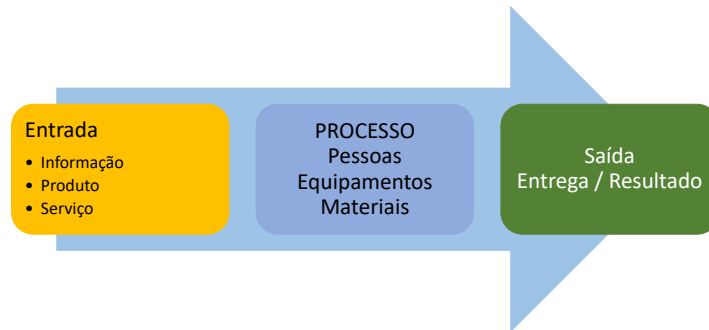 Entrada
• Informação
• Produto
• Serviço
PROCESSO
Pessoas
Equipamentos
Materiais
Saída
Entrega / Resultado